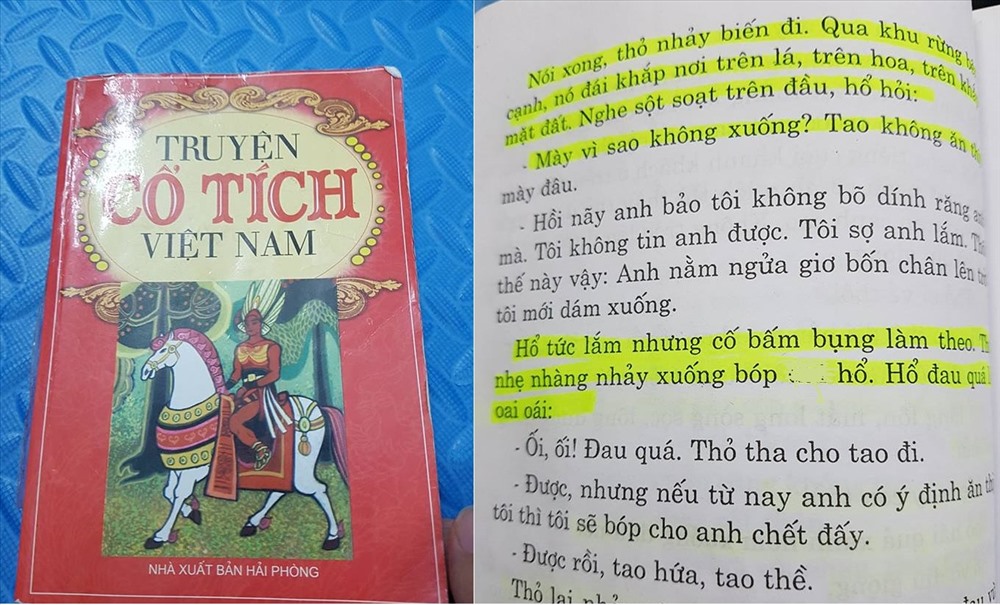 TRUYỆN
CỔ TÍCH
VIỆT NAM
NHÀ XUẤT BẢN HẢI PHÒNG
Nói xong, thỏ nhảy biến đi. Qua khu rừng
cạnh, nó đái khắp nơi trên lá, trên hoa, trên
mặt đất. Nghe sột soạt trên đầu, hổ hỏi:
- Mày vì sao không xuống? Tao không ăn
mày đâu.
- Hồi nãy anh bảo tôi không bõ dính răng
mà. Tôi không tin anh được. Tôi sợ anh lắm.
thế này vậy: Anh nằm ngửa giơ bốn chân lên
tôi mới dám xuống.
Hổ tức lắm nhưng cố bấm bụng làm theo.
nhẹ nhàng nhảy xuống bóp hổ. Hổ đau quá
oai oái:
- Ối, ối! Đau quá. Thỏ tha cho tao đi.
- Được, nhưng nếu từ nay anh có ý định ăn
tôi thì tôi sẽ bóp cho anh chết đấy.
- Được rồi, tao hứa, tao thề.
Thỏ lại